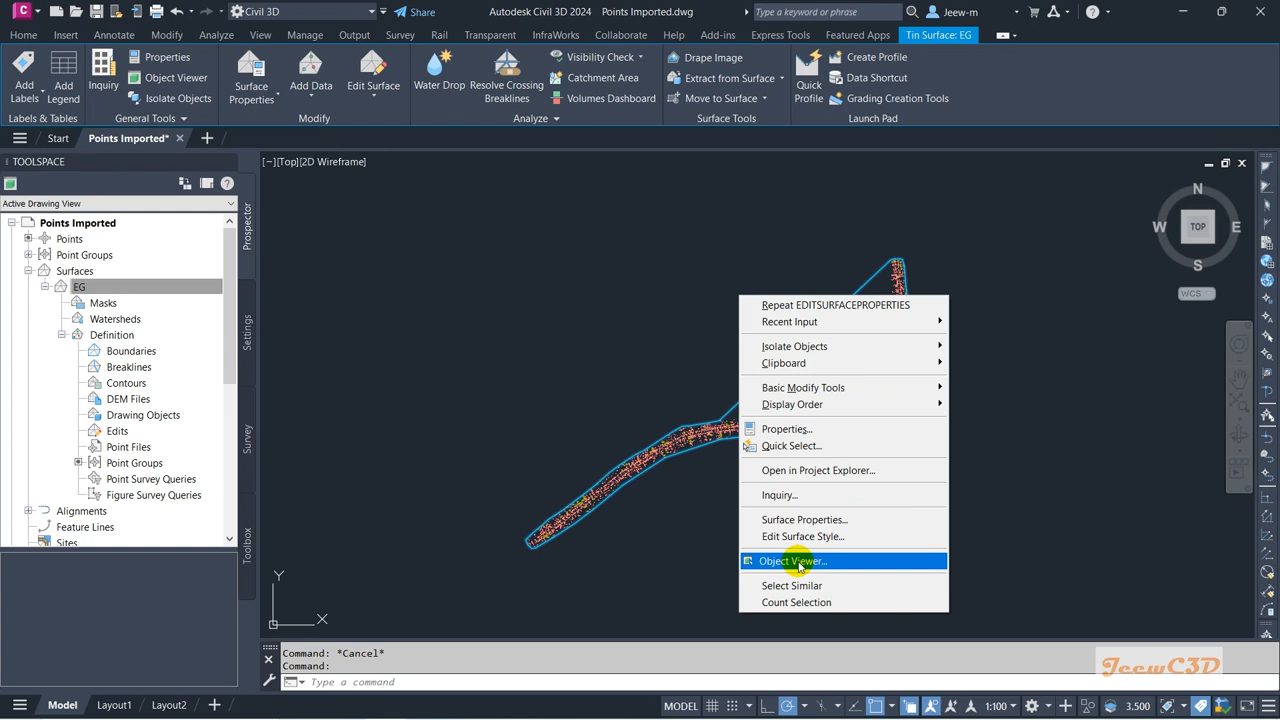 Civil 3D
Share
Autodesk Civil 3D 2024 Points Imported.dwg
Type a keyword or phrase
Jeew-m
Home Insert Annotate Modify Analyze View Manage Output Survey Rail Transparent InfraWorks Collaborate Help Add-ins Express Tools Featured Apps Tin Surface: EG
Add Labels
Add Legend
Labels & Tables
Inquiry
Properties
Object Viewer
Isolate Objects
General Tools
Surface Properties
Add Data
Edit Surface
Modify
Water Drop
Resolve Crossing Breaklines
Visibility Check
Catchment Area
Volumes Dashboard
Analyze
Drape Image
Extract from Surface
Move to Surface
Surface Tools
Quick Profile
Create Profile
Data Shortcut
Grading Creation Tools
Launch Pad
Start
Points Imported*
TOOLSPACE
Active Drawing View
Points Imported
Points
Point Groups
Surfaces
EG
Masks
Watersheds
Definition
Boundaries
Breaklines
Contours
DEM Files
Drawing Objects
Edits
Point Files
Point Groups
Point Survey Queries
Figure Survey Queries
Alignments
Feature Lines
Sites
Prospector
Settings
Survey
Toolbox
[−][Top][2D Wireframe]
N
W TOP E
S
WCS
Repeat EDITSURFACEPROPERTIES
Recent Input
Isolate Objects
Clipboard
Basic Modify Tools
Display Order
Properties...
Quick Select...
Open in Project Explorer...
Inquiry...
Surface Properties...
Edit Surface Style...
Object Viewer...
Select Similar
Count Selection
Y
X
Command: *Cancel*
Command:
Type a command
JeewC3D
Model Layout1 Layout2
MODEL
1:100
3.500